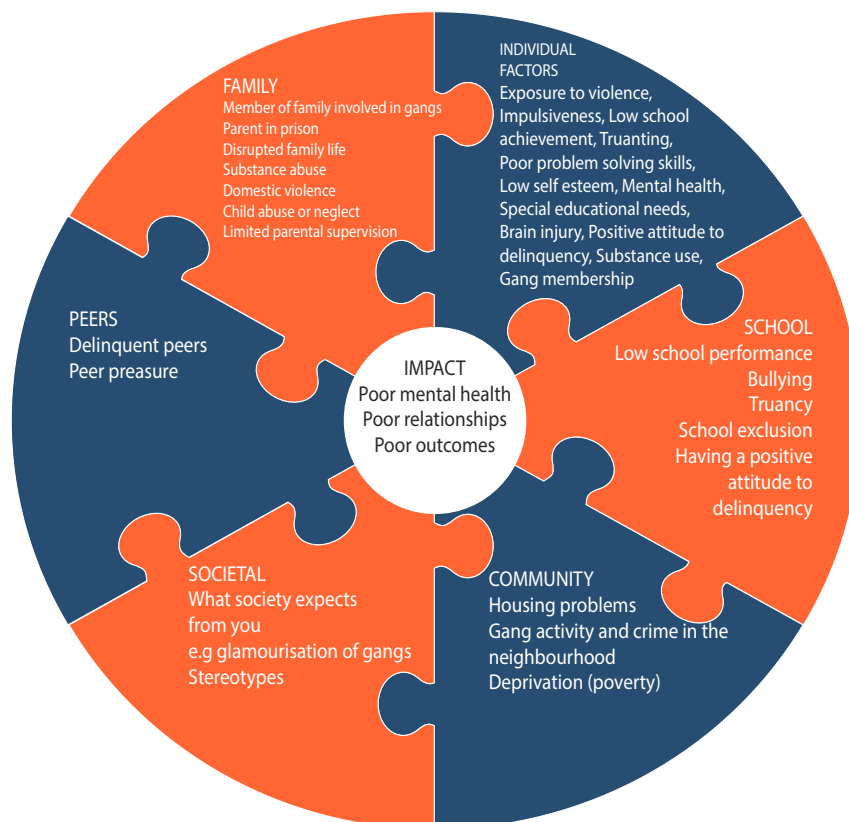 FAMILY
Member of family involved in gangs
Parent in prison
Disrupted family life
Substance abuse
Domestic violence
Child abuse or neglect
Limited parental supervision
INDIVIDUAL
FACTORS
Exposure to violence,
Impulsiveness, Low school
achievement, Truanting,
Poor problem solving skills,
Low self esteem, Mental health,
Special educational needs,
Brain injury, Positive attitude to
delinquency, Substance use,
Gang membership
PEERS
Delinquent peers
Peer preasure
IMPACT
Poor mental health
Poor relationships
Poor outcomes
SCHOOL
Low school performance
Bullying
Truancy
School exclusion
Having a positive
attitude to
delinquency
SOCIETAL
What society expects
from you
e.g glamourisation of gangs
Stereotypes
COMMUNITY
Housing problems
Gang activity and crime in the
neighbourhood
Deprivation (poverty)